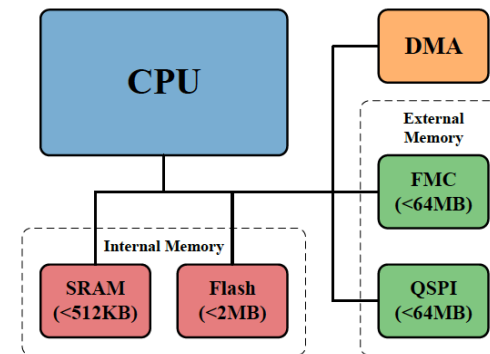 CPU
DMA
External
Memory
FMC
(<64MB)
Internal Memory
SRAM
(<512KB)
Flash
(<2MB)
QSPI
(<64MB)